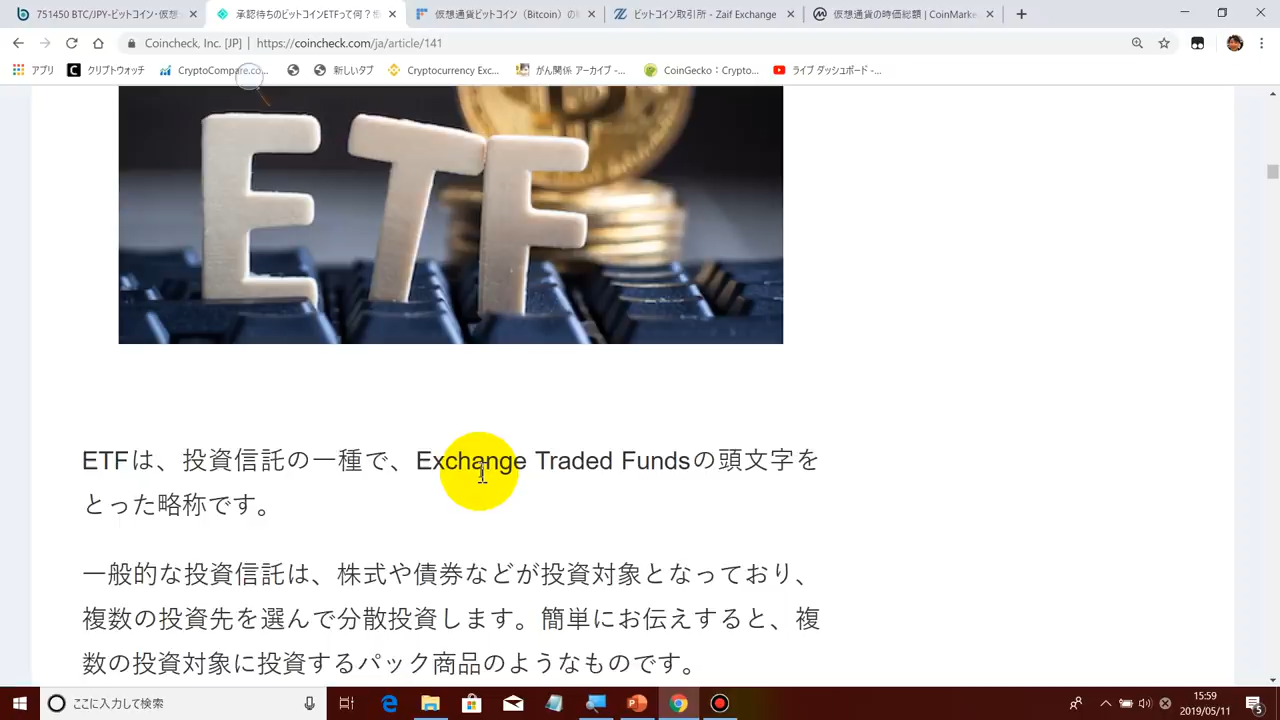 751450 BTC/JPY-ビットコイン・仮想
承認待ちのビットコインETFって何？
仮想通貨ビットコイン（Bitcoin）の
ビットコイン取引所 - Zaif Exchange
仮想通貨の時価総額 | CoinMarke
Coincheck, Inc. [JP] | https://coincheck.com/ja/article/141
アプリ
クリプトウォッチ
CryptoCompare.co...
新しいタブ
Cryptocurrency Exc...
がん関係 アーカイブ -...
CoinGecko：Crypto...
ライブ ダッシュボード -...
ETF
ETFは、投資信託の一種で、Exchange Traded Fundsの頭文字を
とった略称です。
一般的な投資信託は、株式や債券などが投資対象となっており、
複数の投資先を選んで分散投資します。簡単にお伝えすると、複
数の投資対象に投資するパック商品のようなものです。
ここに入力して検索
15:59
2019/05/11
5